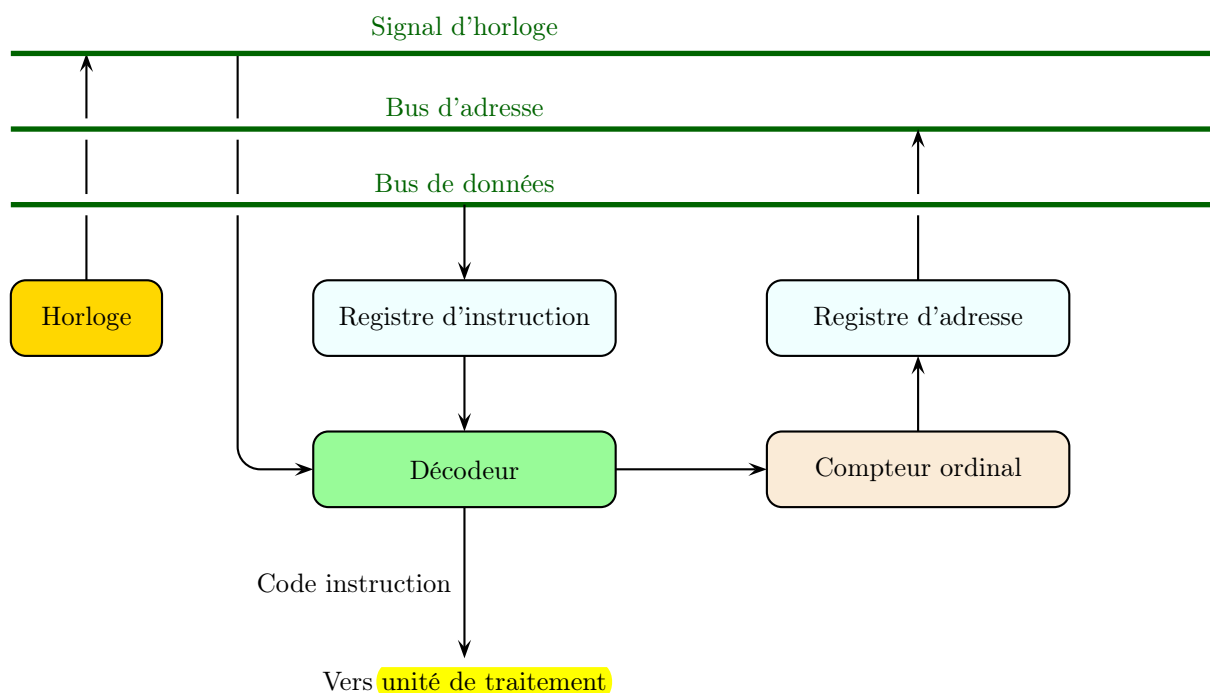 Signal d'horloge
Bus d'adresse
Bus de données
Horloge
Registre d'instruction
Registre d'adresse
Décodeur
Compteur ordinal
Code instruction
Vers unité de traitement